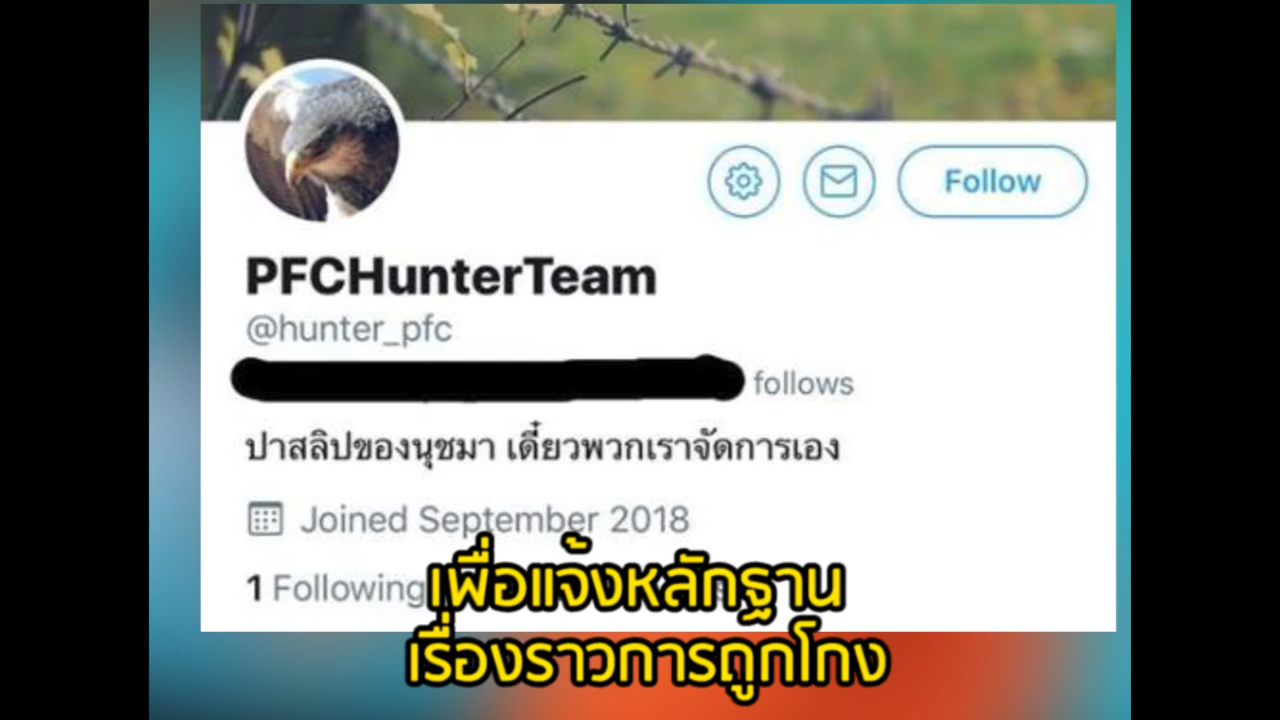 Follow
PFCHunterTeam
@hunter_pfc
follows
ปาสลิปของนุชมา เดี๋ยวพวกเราจัดการเอง
Joined September 2018
1 Following
เพื่อแจ้งหลักฐาน
เรื่องราวการถูกโกง